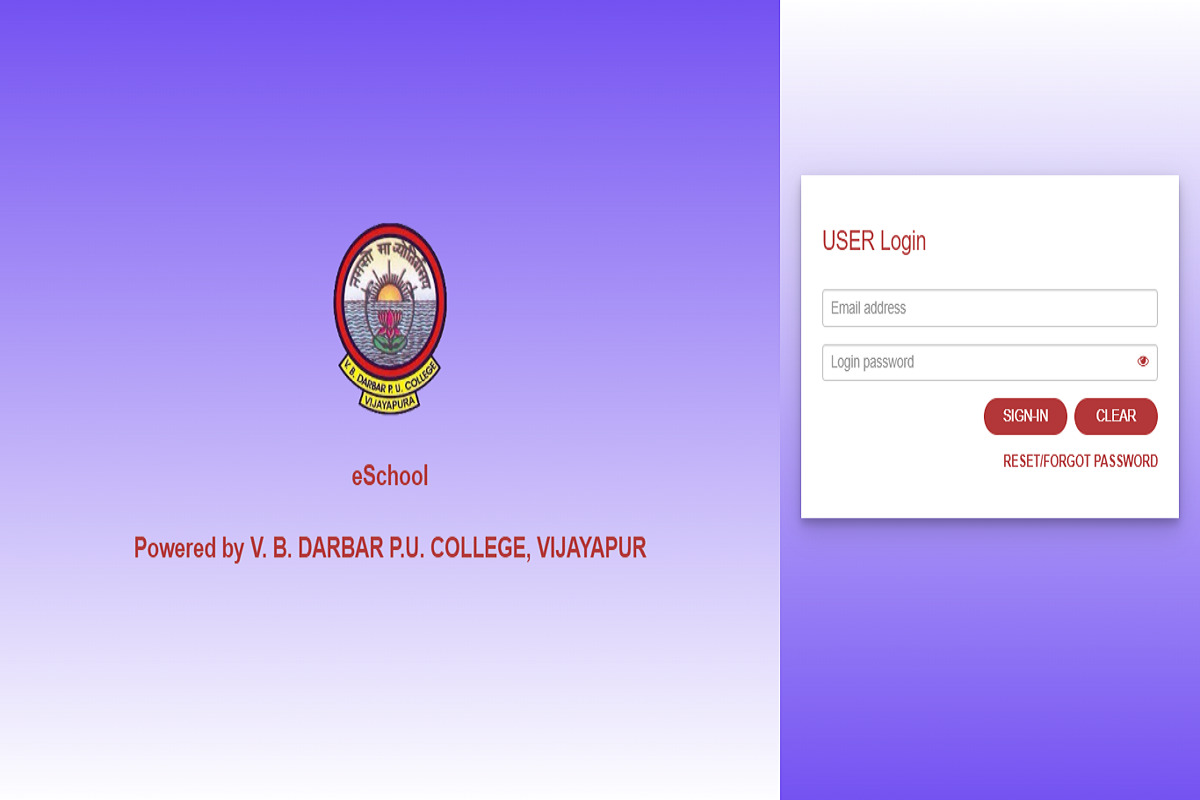 तमसो मा ज्योतिर्गमय
V. B. DARBAR P. U. COLLEGE
VIJAYAPURA
eSchool
Powered by V. B. DARBAR P.U. COLLEGE, VIJAYAPUR
USER Login
Email address
Login password
SIGN-IN CLEAR
RESET/FORGOT PASSWORD